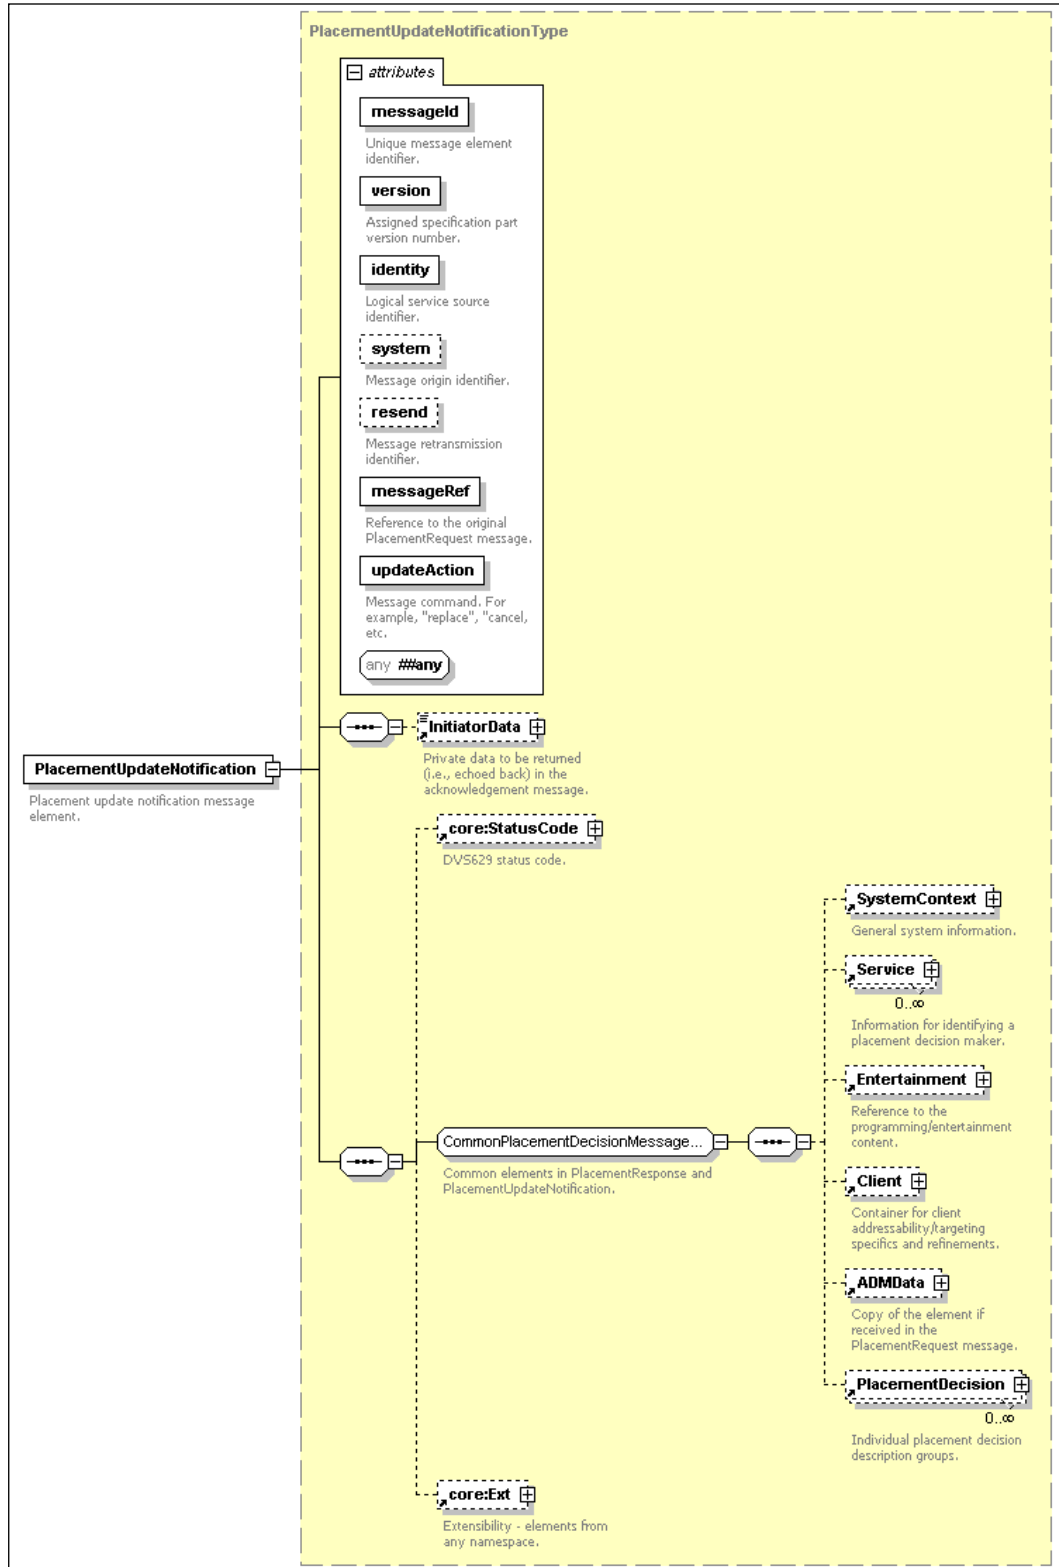 PlacementUpdateNotificationType
attributes
messageId
Unique message element
identifier.
version
Assigned specification part
version number.
identity
Logical service source
identifier.
system
Message origin identifier.
resend
Message retransmission
identifier.
messageRef
Reference to the original
PlacementRequest message.
updateAction
Message command. For
example, "replace", "cancel,
etc.
any ##any
InitiatorData
Private data to be returned
(i.e., echoed back) in the
acknowledgement message.
PlacementUpdateNotification
Placement update notification message
element.
core:StatusCode
DVS629 status code.
SystemContext
General system information.
Service
0..∞
Information for identifying a
placement decision maker.
Entertainment
Reference to the
programming/entertainment
content.
CommonPlacementDecisionMessage...
Common elements in PlacementResponse and
PlacementUpdateNotification.
Client
Container for client
addressability/targeting
specifics and refinements.
ADMData
Copy of the element if
received in the
PlacementRequest message.
PlacementDecision
0..∞
Individual placement decision
description groups.
core:Ext
Extensibility - elements from
any namespace.